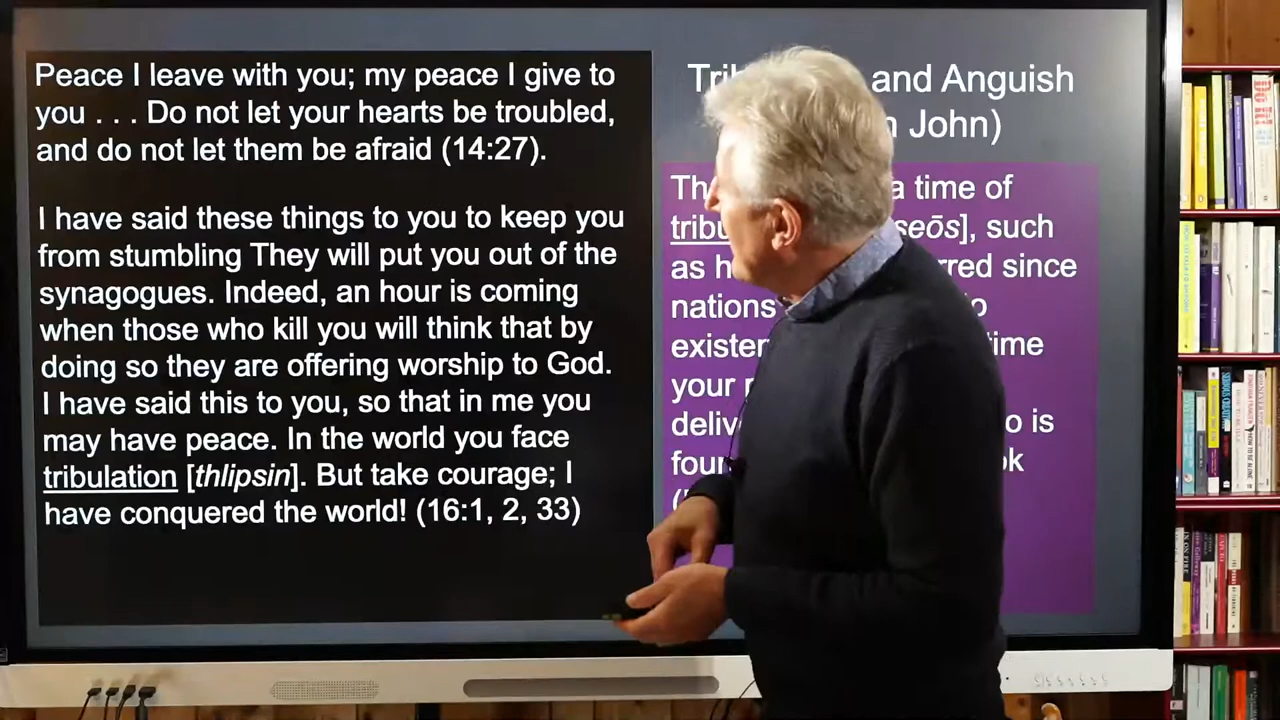 Peace I leave with you; my peace I give to
you . . . Do not let your hearts be troubled,
and do not let them be afraid (14:27).
I have said these things to you to keep you
from stumbling They will put you out of the
synagogues. Indeed, an hour is coming
when those who kill you will think that by
doing so they are offering worship to God.
I have said this to you, so that in me you
may have peace. In the world you face
tribulation [thlipsin]. But take courage; I
have conquered the world! (16:1, 2, 33)
and Anguish
John)
a time of
such
as
since
nations
time
your
is